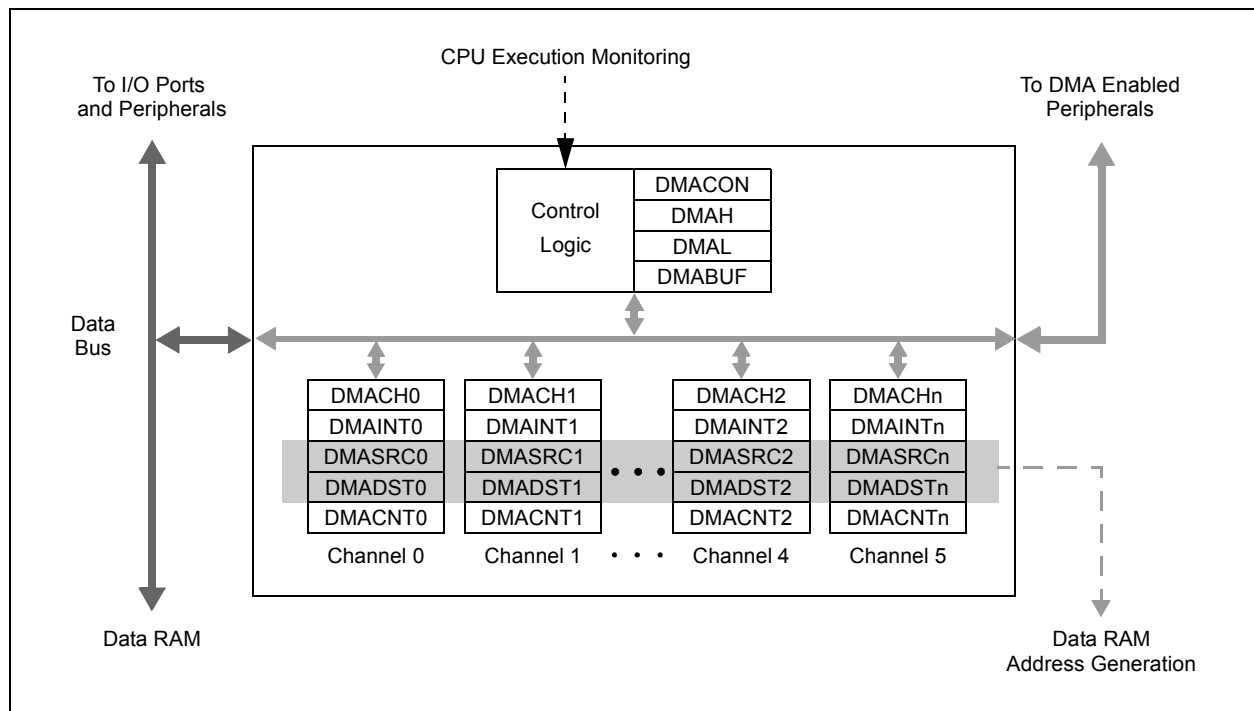 CPU Execution Monitoring
To I/O Ports
and Peripherals
To DMA Enabled
Peripherals
Control
Logic
DMACON
DMAH
DMAL
DMABUF
Data
Bus
DMACH0
DMAINT0
DMASRC0
DMADST0
DMACNT0
Channel 0
DMACH1
DMAINT1
DMASRC1
DMADST1
DMACNT1
Channel 1
• • •
• • •
DMACH2
DMAINT2
DMASRC2
DMADST2
DMACNT2
Channel 4
DMACHn
DMAINTn
DMASRCn
DMADSTn
DMACNTn
Channel 5
Data RAM
Data RAM
Address Generation